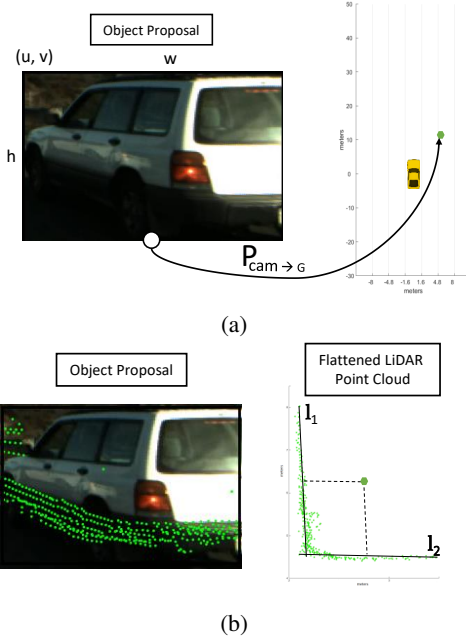 Object Proposal
(u, v)
w
h
P cam → G
50
40
30
20
10
0
-10
-20
-30
meters
-8 -4.8 -1.6 1.6 4.8 8
meters
(a)
Object Proposal
Flattened LiDAR
Point Cloud
l1
l2
meters
(b)